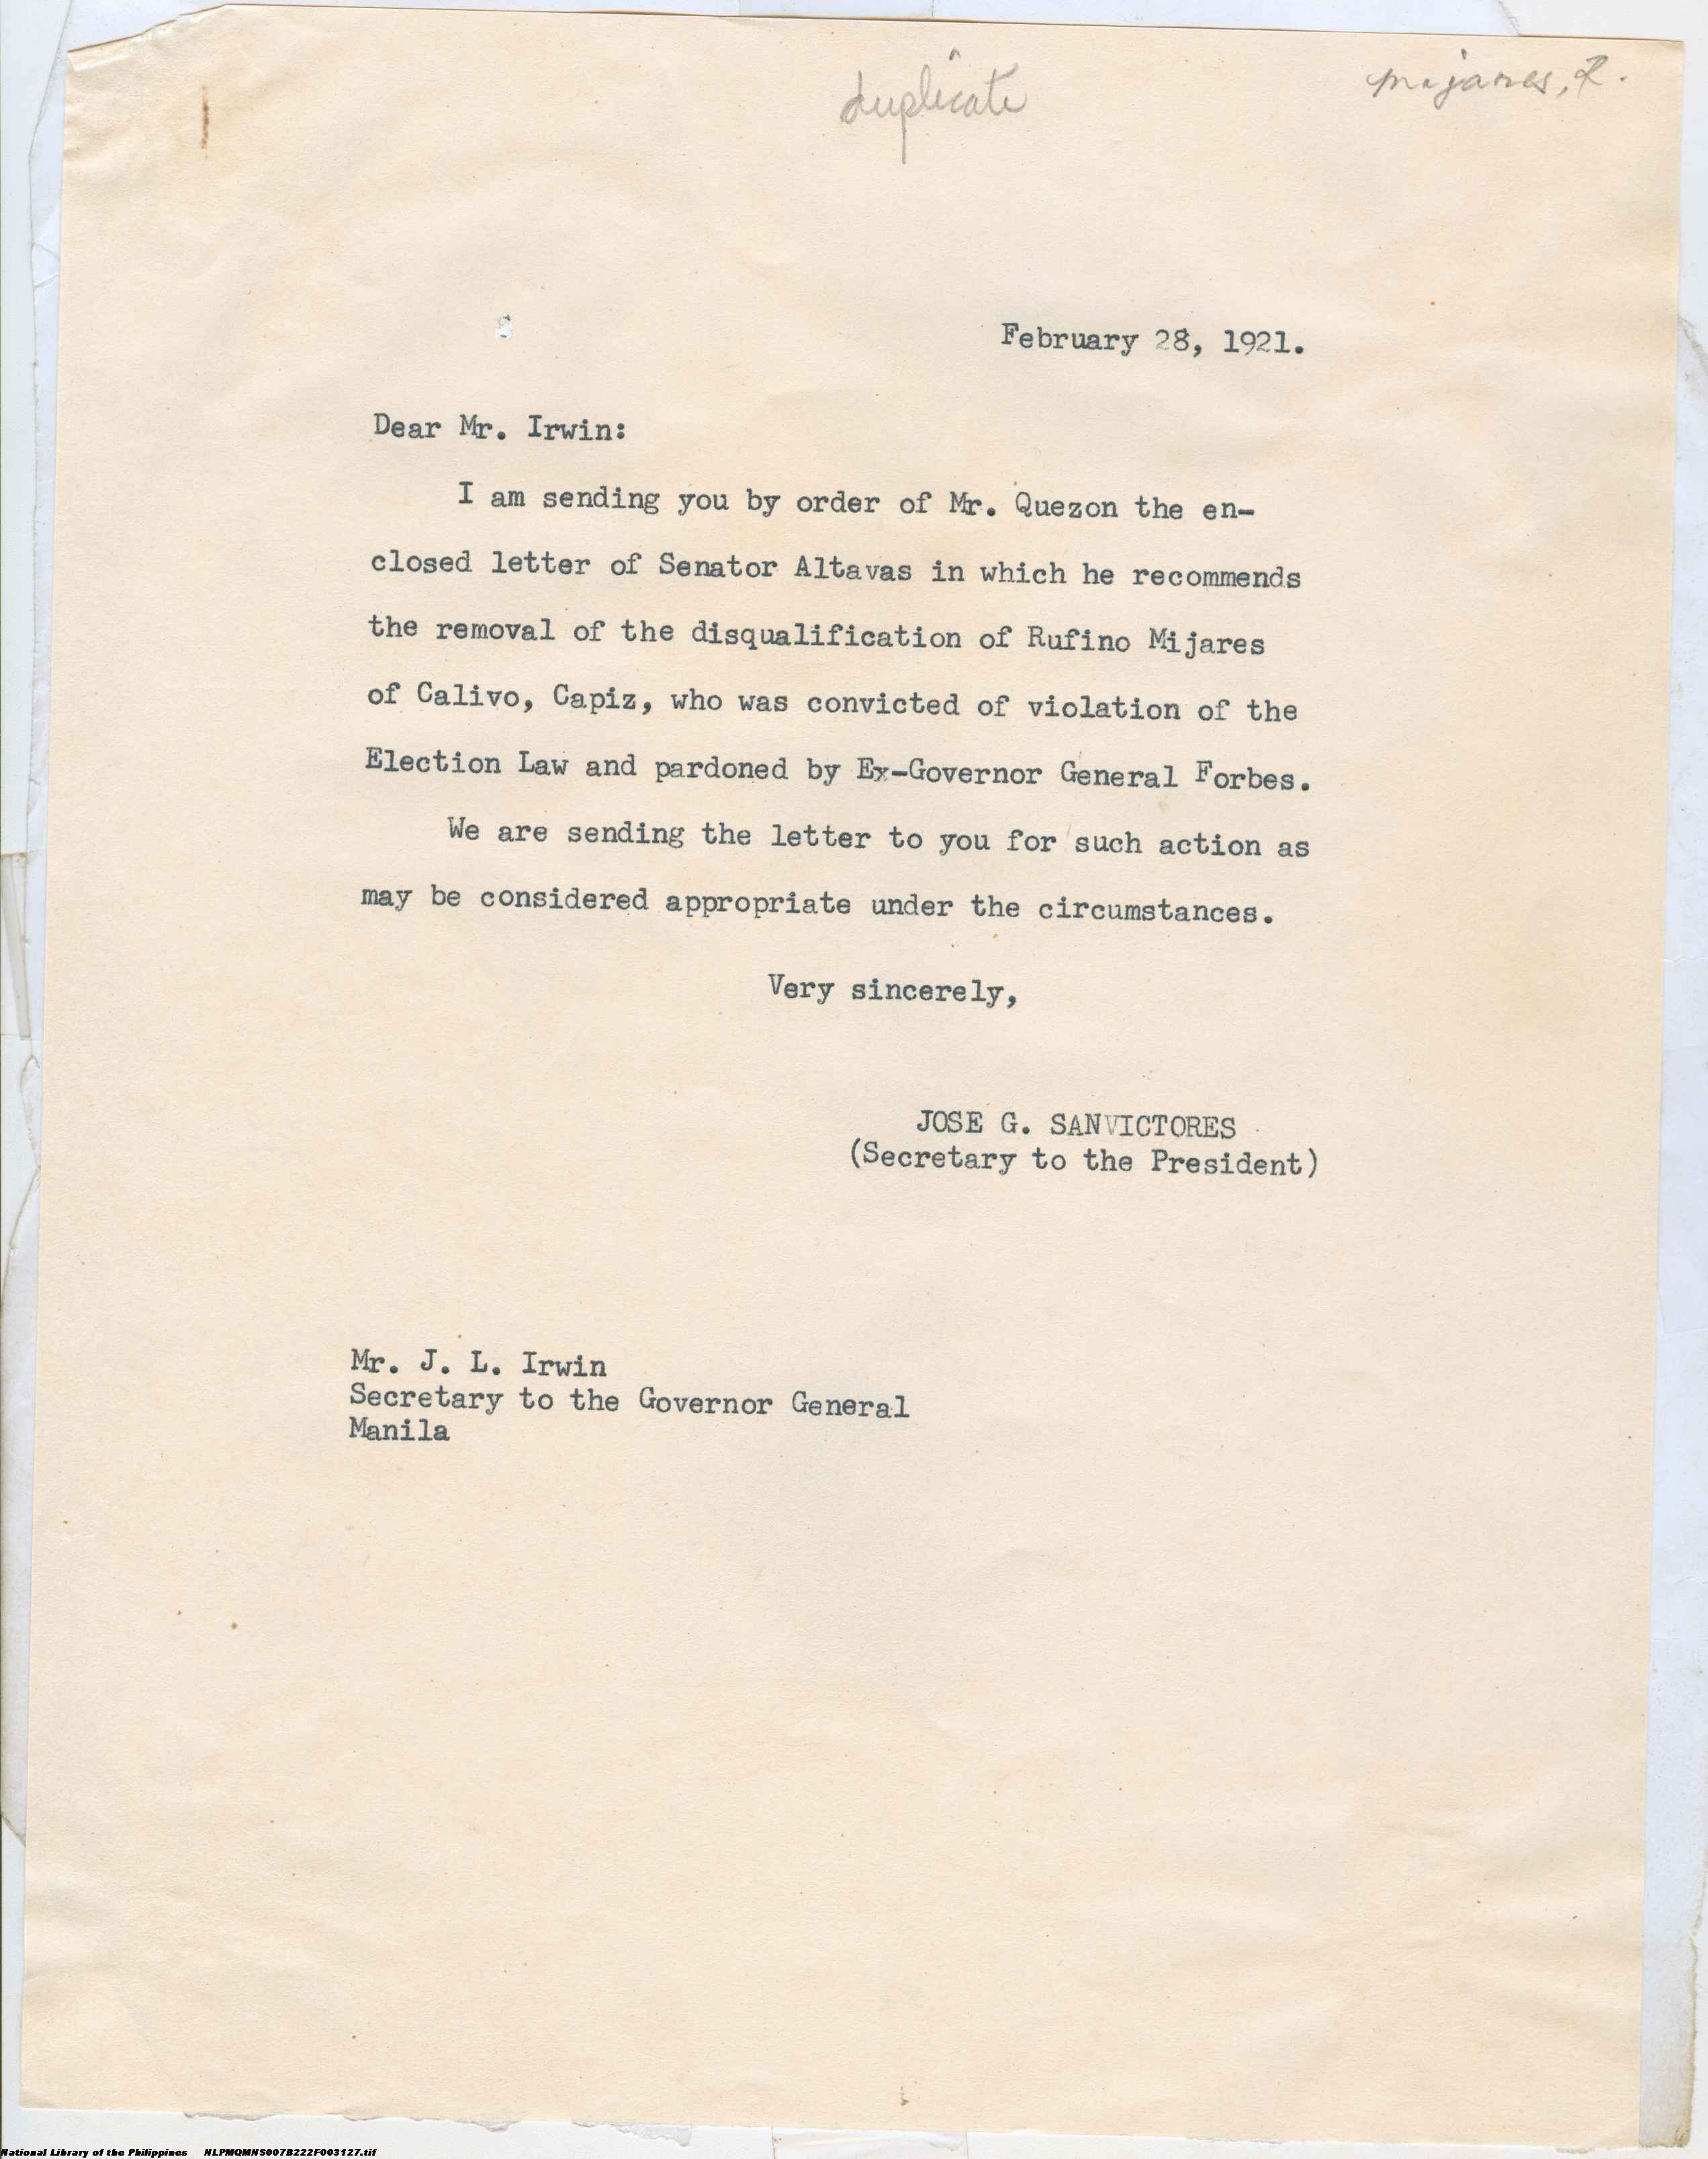 duplicate
Mijares, R.
February 28, 1921.
Dear Mr. Irwin:
I am sending you by order of Mr. Quezon the en-
closed letter of Senator Altavas in which he recommends
the removal of the disqualification of Rufino Mijares
of Calivo, Capiz, who was convicted of violation of the
Election Law and pardoned by Ex-Governor General Forbes.
We are sending the letter to you for such action as
may be considered appropriate under the circumstances.
Very sincerely,
JOSE G. SANVICTORES
(Secretary to the President)
Mr. J. L. Irwin
Secretary to the Governor General
Manila
National Library of the Philippines NLPMQMNS007B222F003127.tif